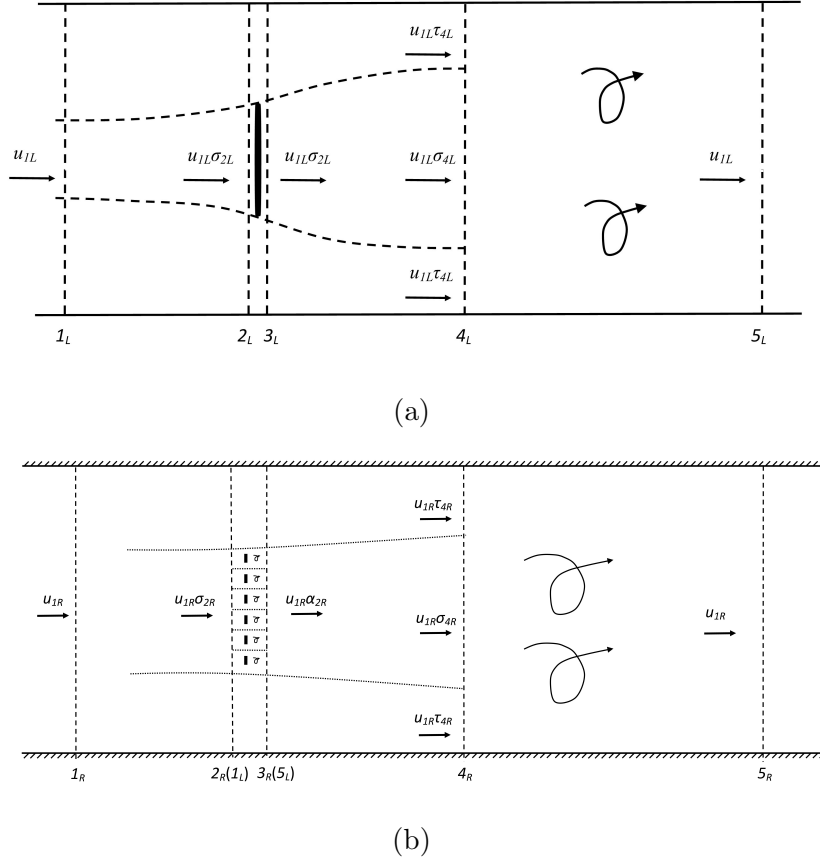 u1Lτ4L
u1L u1Lσ2L u1Lσ2L u1Lσ4L u1L
u1Lτ4L
1L 2L 3L 4L 5L
(a)
u1Rτ4R
u1R u1Rσ2R u1Rα2R u1Rσ4R u1R
u1Rτ4R
1R 2R(1L) 3R(5L) 4R 5R
(b)